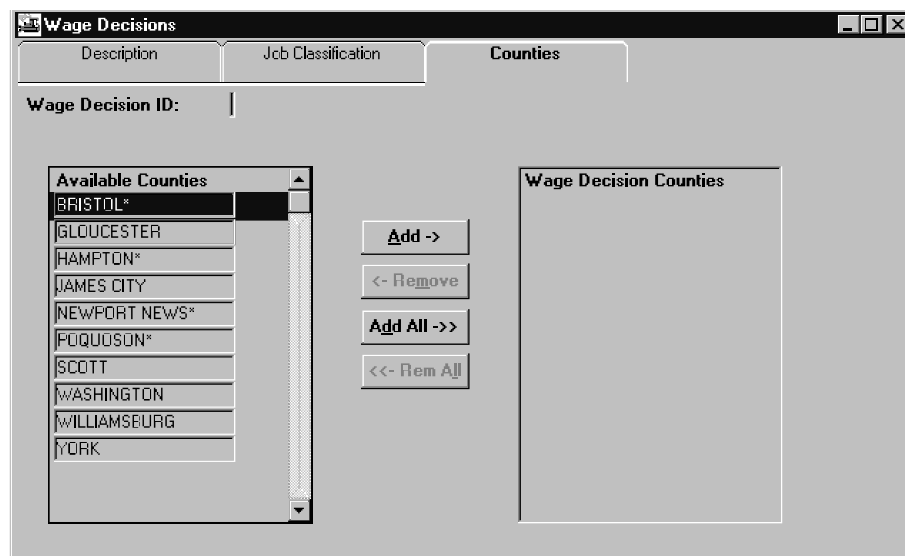 Wage Decisions
Description Job Classification Counties
Wage Decision ID:
Available Counties
BRISTOL*
GLOUCESTER
HAMPTON*
JAMES CITY
NEWPORT NEWS*
POQUOSON*
SCOTT
WASHINGTON
WILLIAMSBURG
YORK
Add ->
<- Remove
Add All ->>
<<- Rem All
Wage Decision Counties